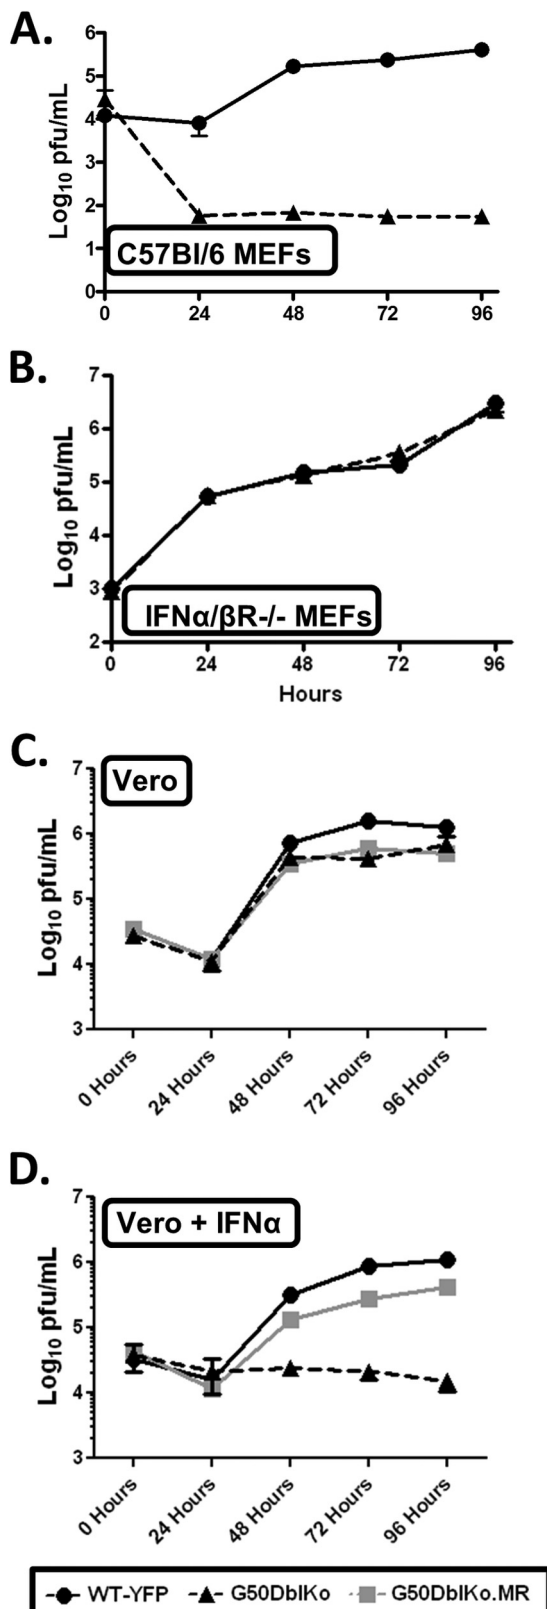 A.
6
5
4
3
2
1
0
Log10 pfu/mL
C57Bl/6 MEFs
0 24 48 72 96
B.
7
6
5
4
3
2
Log10 pfu/mL
IFNα/βR-/- MEFs
0 24 48 72 96
Hours
C.
7
6
5
4
3
Log10 pfu/mL
Vero
0 Hours 24 Hours 48 Hours 72 Hours 96 Hours
D.
7
6
5
4
3
Log10 pfu/mL
Vero + IFNα
0 Hours 24 Hours 48 Hours 72 Hours 96 Hours
WT-YFP G50DblKo G50DblKo.MR